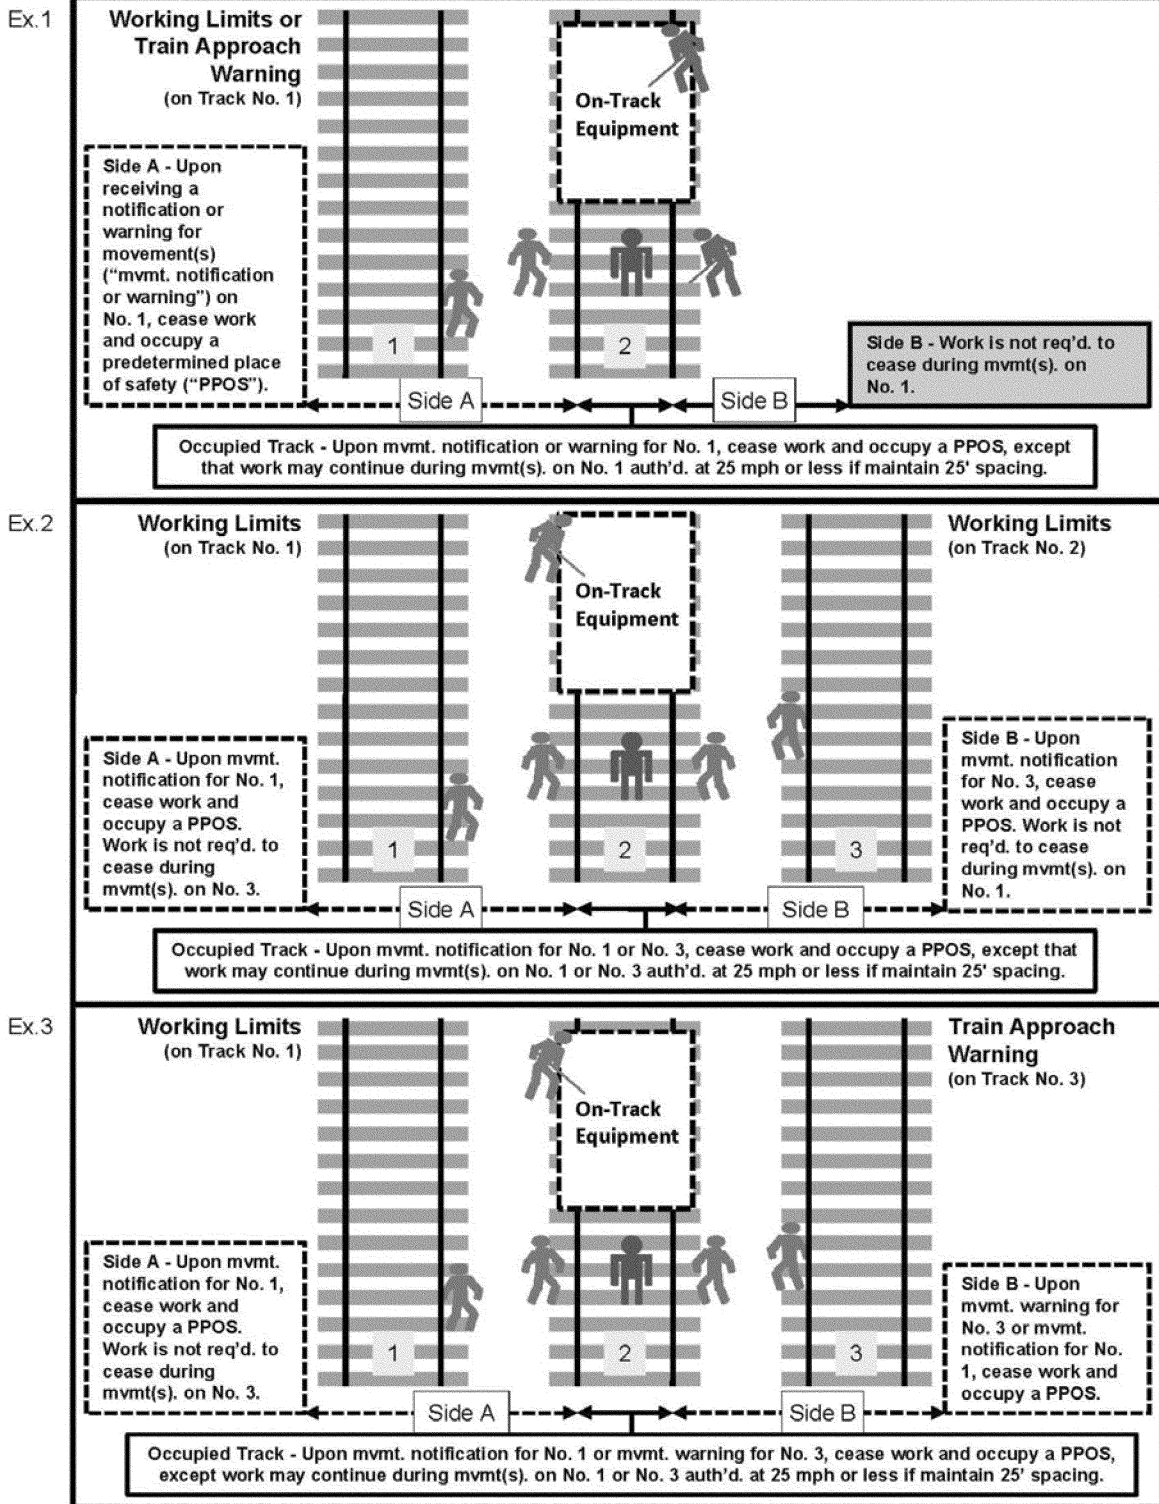 Ex.1
Working Limits or
Train Approach
Warning
(on Track No. 1)
On-Track
Equipment
Side A - Upon
receiving a
notification or
warning for
movement(s)
(“mvmt. notification
or warning”) on
No. 1, cease work
and occupy a
predetermined place
of safety (“PPOS”).
1
2
Side B - Work is not req’d. to
cease during mvmt(s). on
No. 1.
Side A
Side B
Occupied Track - Upon mvmt. notification or warning for No. 1, cease work and occupy a PPOS, except
that work may continue during mvmt(s). on No. 1 auth’d. at 25 mph or less if maintain 25' spacing.
Ex.2
Working Limits
(on Track No. 1)
On-Track
Equipment
Working Limits
(on Track No. 2)
Side A - Upon mvmt.
notification for No. 1,
cease work and
occupy a PPOS.
Work is not req’d. to
cease during
mvmt(s). on No. 3.
1
2
3
Side B - Upon
mvmt. notification
for No. 3, cease
work and occupy a
PPOS. Work is not
req’d. to cease
during mvmt(s). on
No. 1.
Side A
Side B
Occupied Track - Upon mvmt. notification for No. 1 or No. 3, cease work and occupy a PPOS, except that
work may continue during mvmt(s). on No. 1 or No. 3 auth’d. at 25 mph or less if maintain 25' spacing.
Ex.3
Working Limits
(on Track No. 1)
On-Track
Equipment
Train Approach
Warning
(on Track No. 3)
Side A - Upon mvmt.
notification for No. 1,
cease work and
occupy a PPOS.
Work is not req’d. to
cease during
mvmt(s). on No. 3.
1
2
3
Side B - Upon
mvmt. warning for
No. 3 or mvmt.
notification for No.
1, cease work and
occupy a PPOS.
Side A
Side B
Occupied Track - Upon mvmt. notification for No. 1 or mvmt. warning for No. 3, cease work and occupy a PPOS,
except work may continue during mvmt(s). on No. 1 or No. 3 auth’d. at 25 mph or less if maintain 25’ spacing.